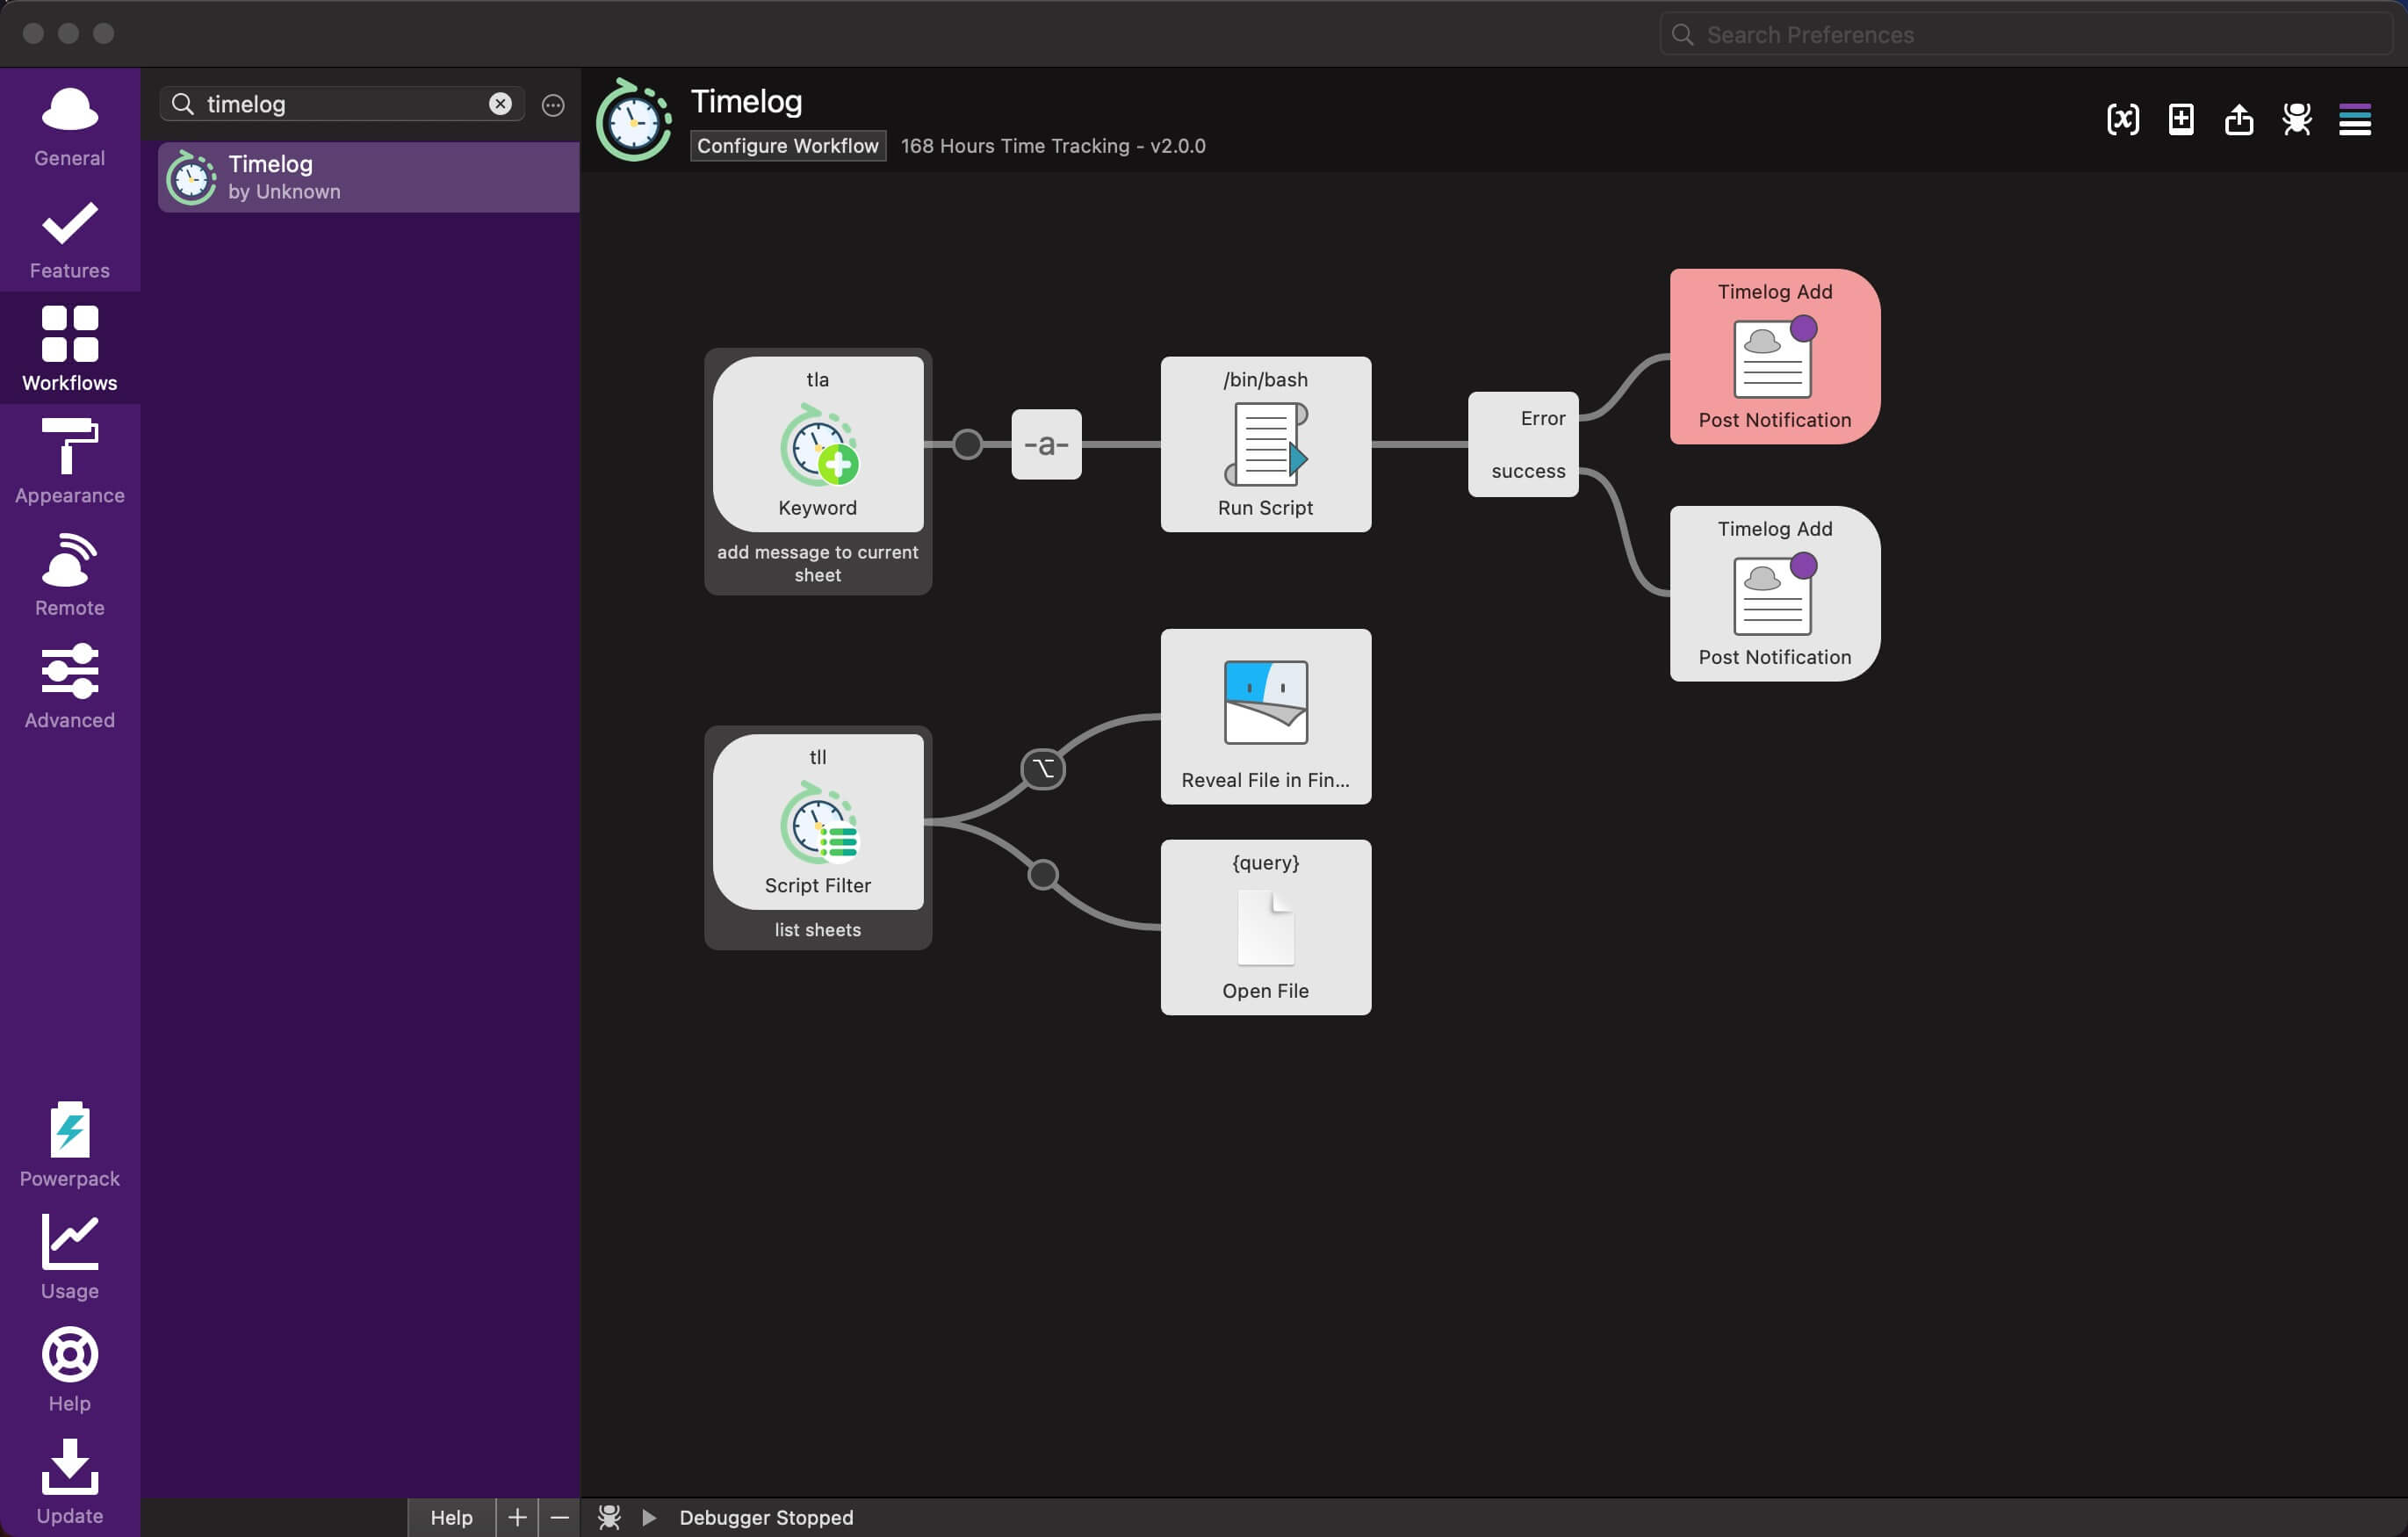 Search Preferences
General
Features
Workflows
Appearance
Remote
Advanced
Powerpack
Usage
Help
Update
timelog
Timelog
by Unknown
Help
Timelog
Configure Workflow
168 Hours Time Tracking - v2.0.0
{x}
tla
Keyword
add message to current
sheet
-a-
/bin/bash
Run Script
Error
success
Timelog Add
Post Notification
Timelog Add
Post Notification
tll
Script Filter
list sheets
Reveal File in Fin...
{query}
Open File
Debugger Stopped